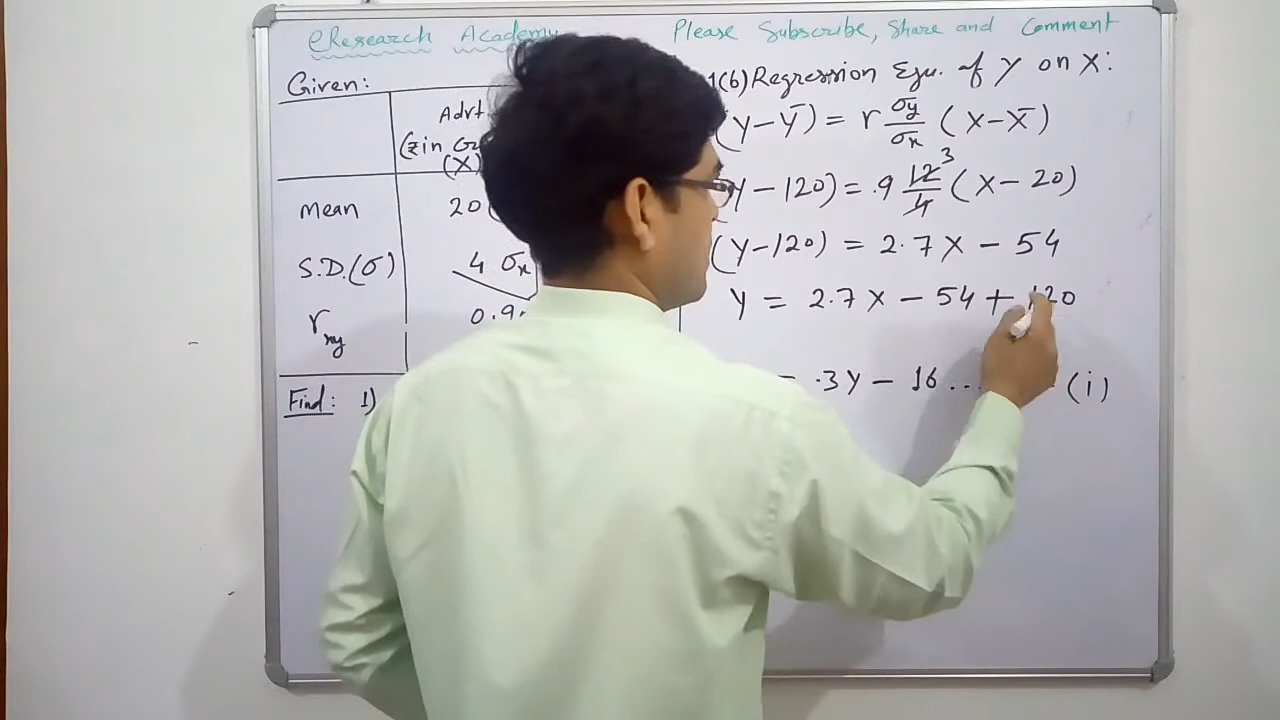 eResearch Academy
Please Subscribe, Share and Comment
Given:
Advt.
(₹in
(X)
Mean 20
S.D.(σ) 4 σx
rxy 0.9
Find: 1)
1(b) Regression Equ. of Y on X:
(Y-Ȳ) = r σy/σx (X-X̄)
Y-120) = .9 12/4 3 (X-20)
(Y-120) = 2.7X - 54
Y = 2.7X - 54 + 120
= .3Y - 16 ... (i)